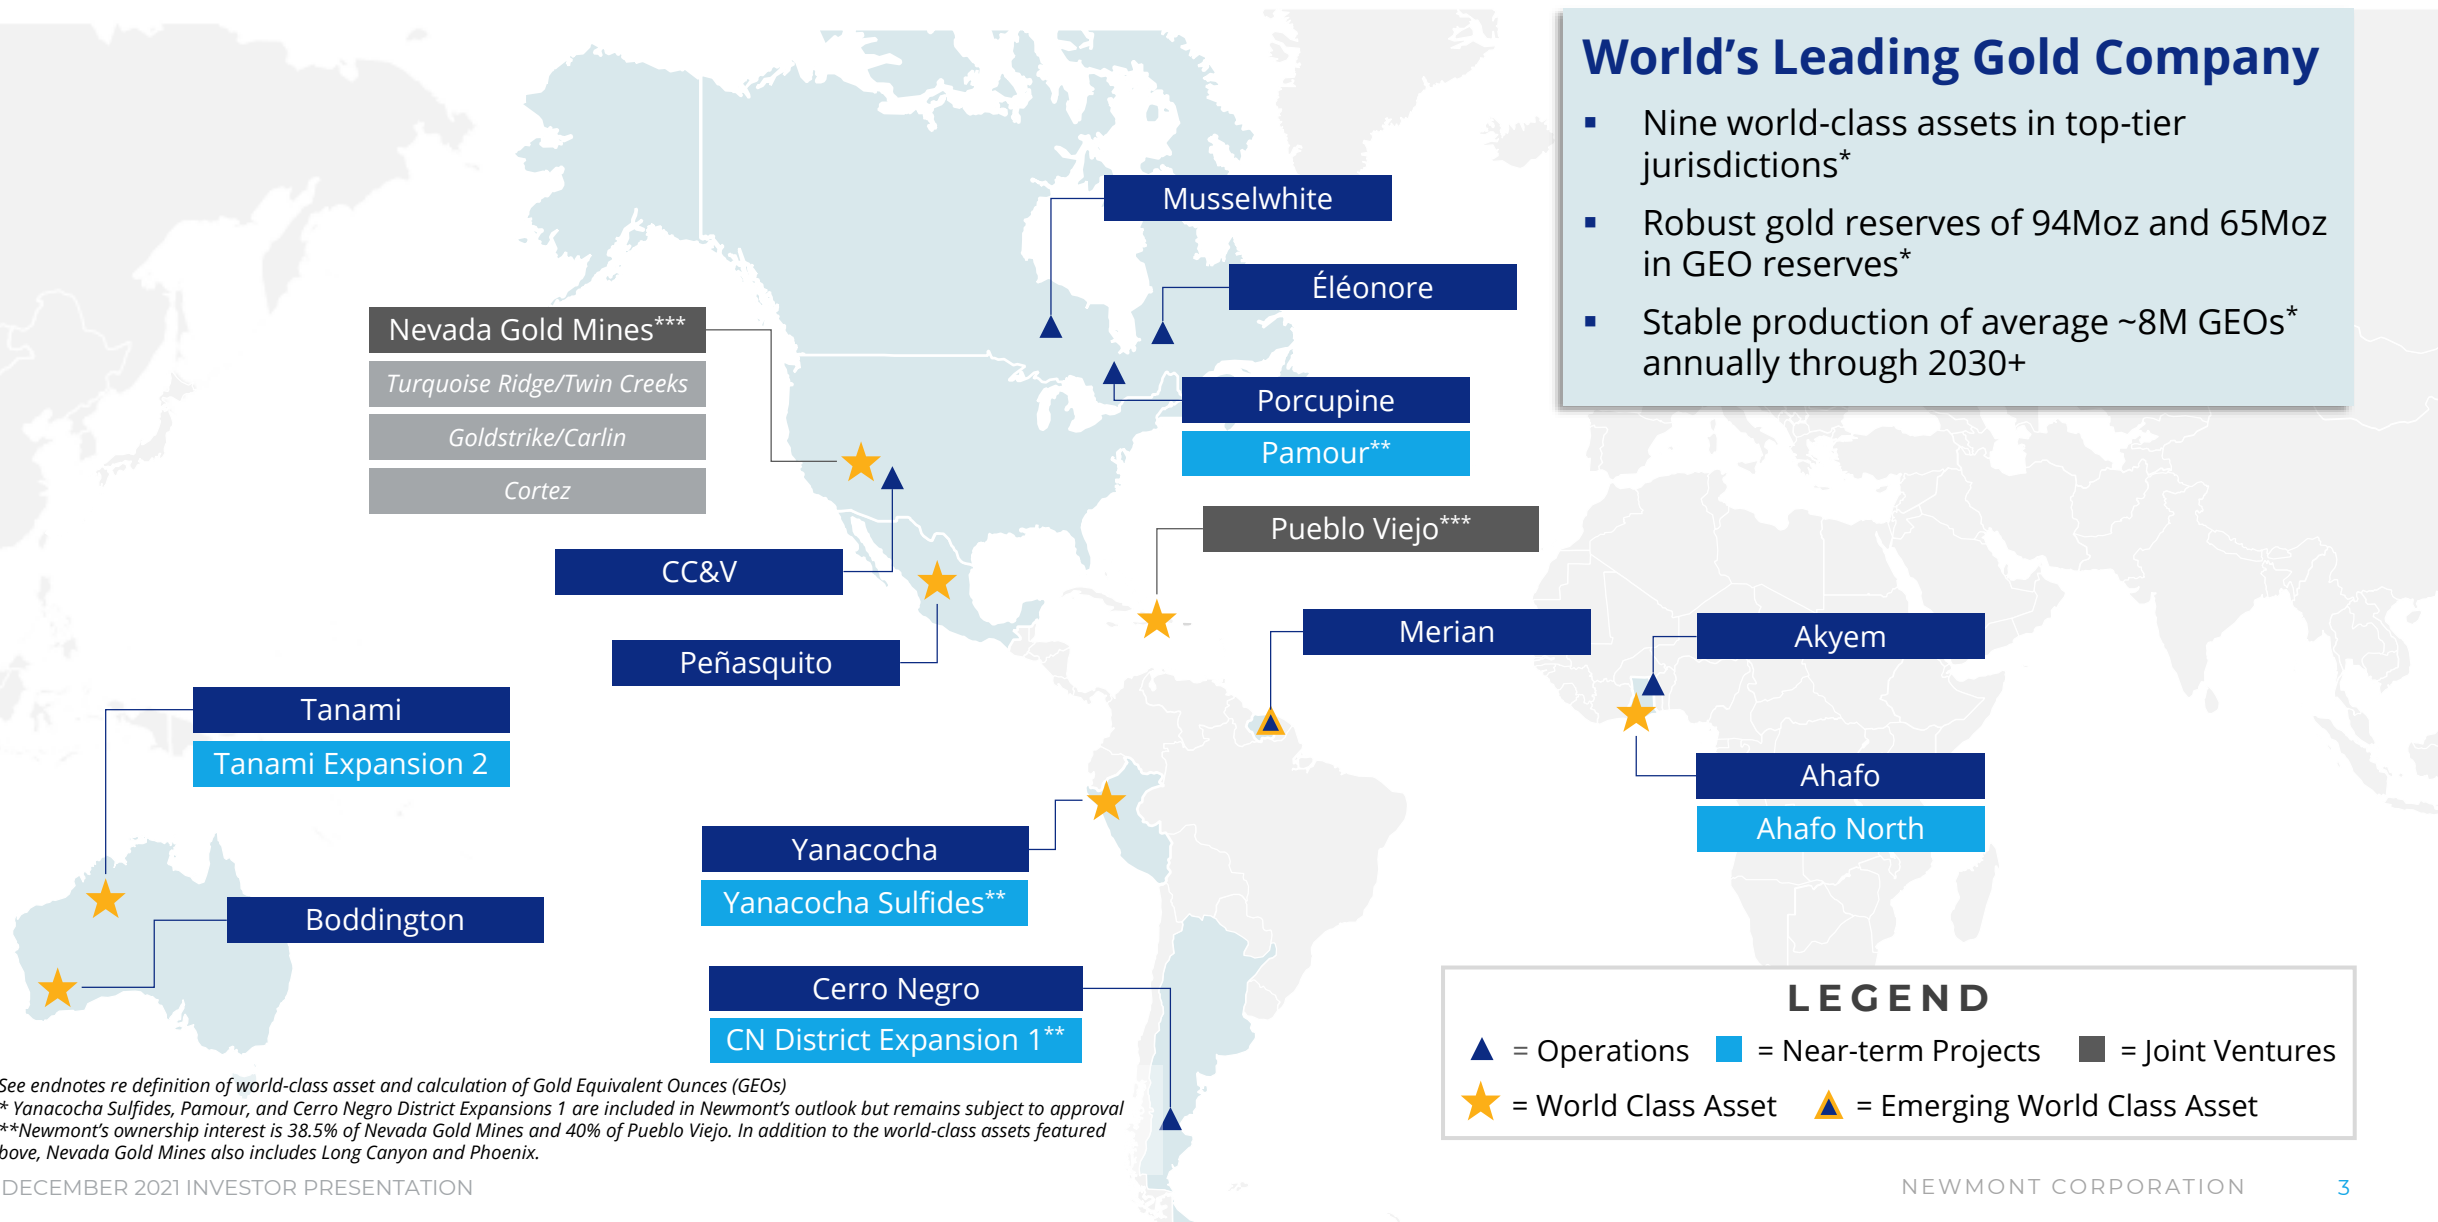 World's Leading Gold Company
▪ Nine world-class assets in top-tier
jurisdictions*
▪ Robust gold reserves of 94Moz and 65Moz
in GEO reserves*
▪ Stable production of average ~8M GEOs*
annually through 2030+
Musselwhite
Éléonore
Nevada Gold Mines***
Turquoise Ridge/Twin Creeks
Goldstrike/Carlin
Cortez
Porcupine
Pamour**
Pueblo Viejo***
CC&V
Peñasquito
Merian
Akyem
Tanami
Tanami Expansion 2
Ahafo
Ahafo North
Yanacocha
Yanacocha Sulfides**
Boddington
Cerro Negro
CN District Expansion 1**
LEGEND
= Operations
= Near-term Projects
= Joint Ventures
= World Class Asset
= Emerging World Class Asset
See endnotes re definition of world-class asset and calculation of Gold Equivalent Ounces (GEOs)
* Yanacocha Sulfides, Pamour, and Cerro Negro District Expansions 1 are included in Newmont's outlook but remains subject to approval
**Newmont's ownership interest is 38.5% of Nevada Gold Mines and 40% of Pueblo Viejo. In addition to the world-class assets featured
bove, Nevada Gold Mines also includes Long Canyon and Phoenix.
DECEMBER 2021 INVESTOR PRESENTATION
NEWMONT CORPORATION
3